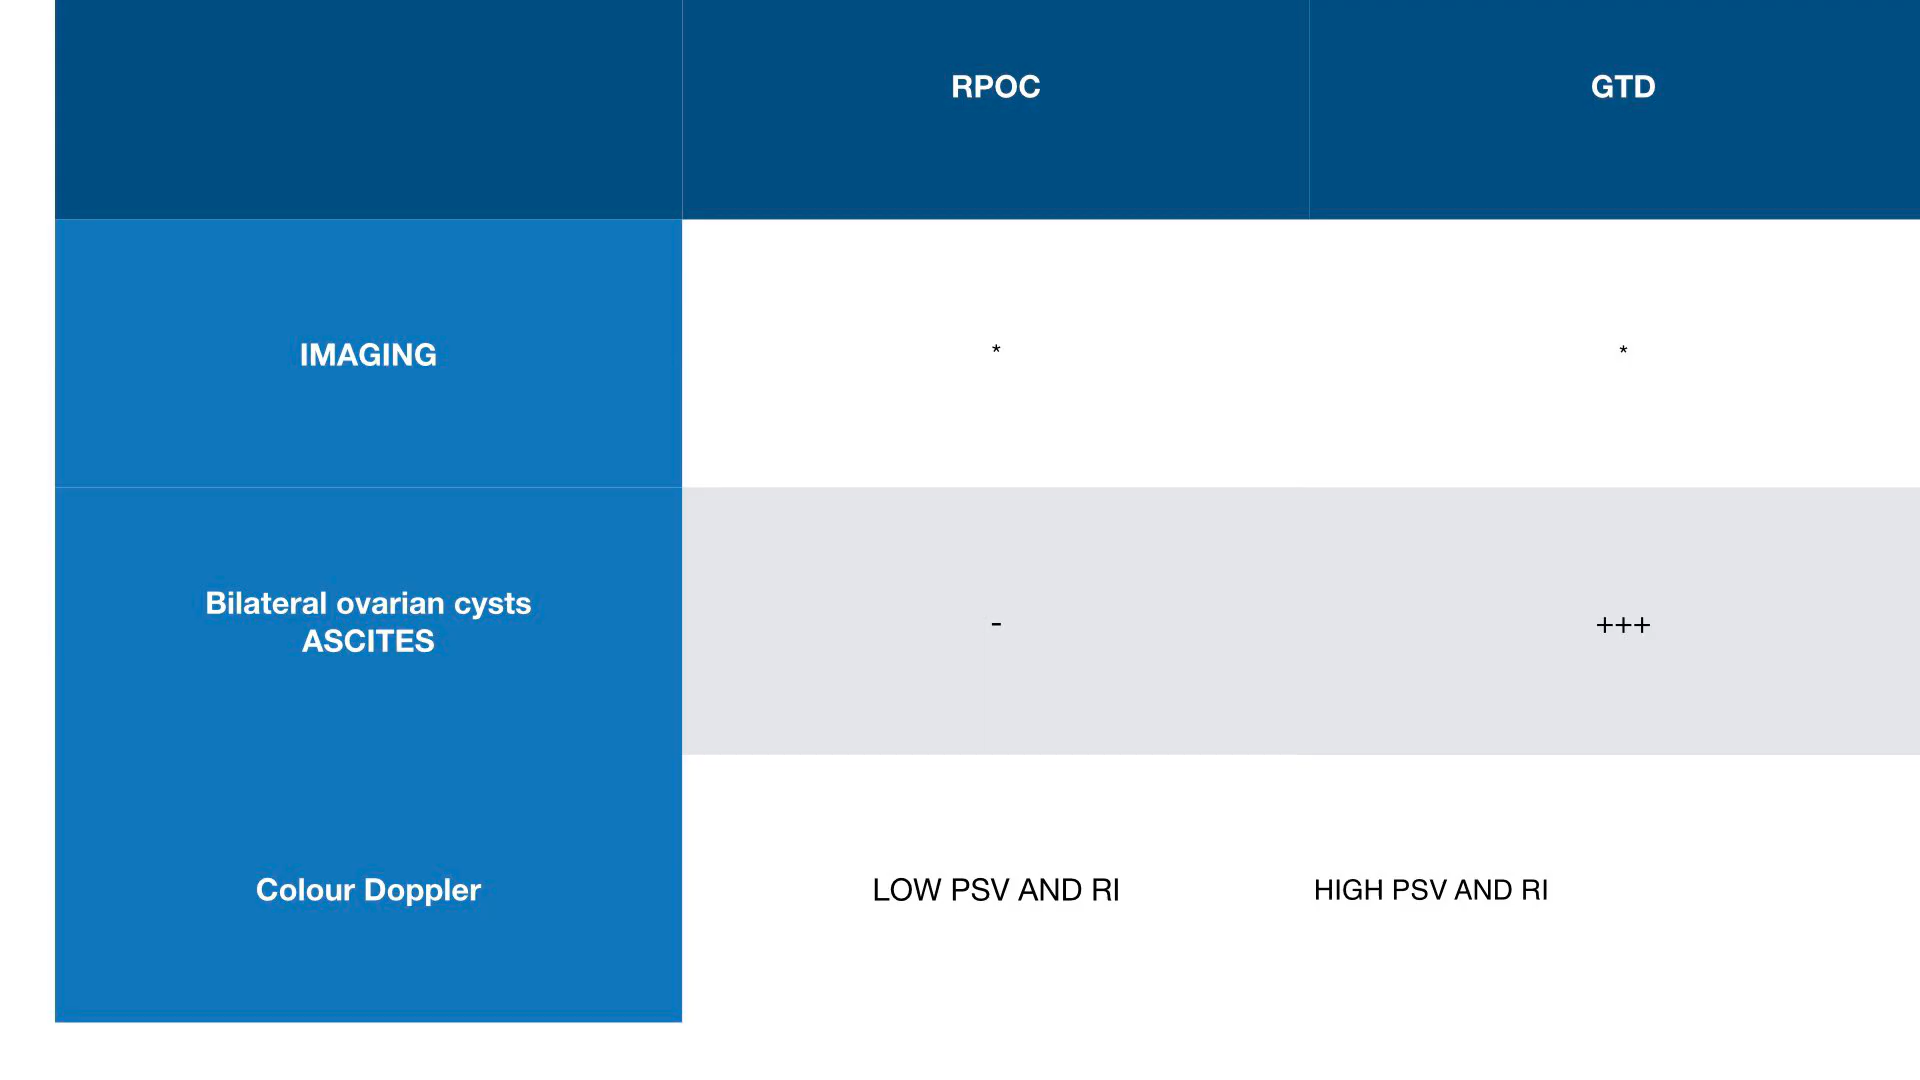 RPOC
GTD
IMAGING
*
*
Bilateral ovarian cysts
ASCITES
-
+++
Colour Doppler
LOW PSV AND RI
HIGH PSV AND RI